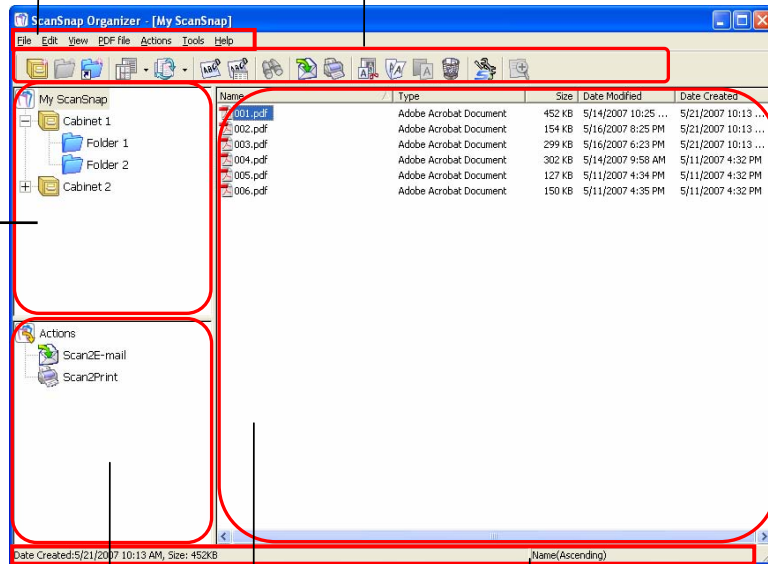 ScanSnap Organizer - [My ScanSnap]
File Edit View PDF file Actions Tools Help
My ScanSnap
Cabinet 1
Folder 1
Folder 2
Cabinet 2
Name Type Size Date Modified Date Created
001.pdf Adobe Acrobat Document 452 KB 5/14/2007 10:25 ... 5/21/2007 10:13 ...
002.pdf Adobe Acrobat Document 154 KB 5/16/2007 8:25 PM 5/21/2007 10:13 ...
003.pdf Adobe Acrobat Document 299 KB 5/16/2007 6:23 PM 5/21/2007 10:13 ...
004.pdf Adobe Acrobat Document 302 KB 5/14/2007 9:58 AM 5/11/2007 4:32 PM
005.pdf Adobe Acrobat Document 127 KB 5/11/2007 4:34 PM 5/11/2007 4:32 PM
006.pdf Adobe Acrobat Document 150 KB 5/11/2007 4:35 PM 5/11/2007 4:32 PM
Actions
Scan2E-mail
Scan2Print
Date Created:5/21/2007 10:13 AM, Size: 452KB Name(Ascending)